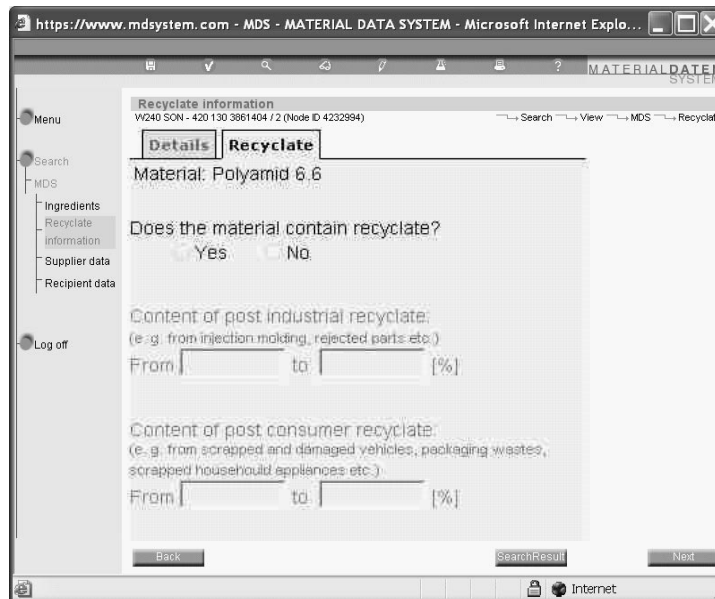 https://www.mdsystem.com - MDS - MATERIAL DATA SYSTEM - Microsoft Internet Explo...
MATERIALDATEN
SYSTEM
Menu
Search
MDS
Ingredients
Recyclate
information
Supplier data
Recipient data
Log off
Recyclate information
W240 SON - 420 130 3861404 / 2 (Node ID 4232994)
Search View MDS Recyclat
Details Recyclate
Material: Polyamid 6.6
Does the material contain recyclate?
Yes No
Content of post industrial recyclate:
(e. g. from injection molding, rejected parts etc.)
From to [%]
Content of post consumer recyclate:
(e. g. from scrapped and damaged vehicles, packaging wastes,
scrapped househould appliances etc.)
From to [%]
Back SearchResult Next
Internet